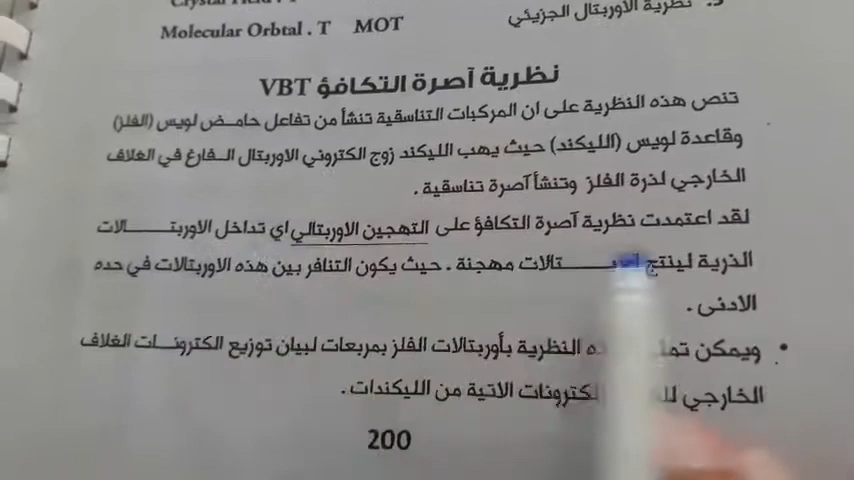 Crystal Field . T
Molecular Orbtal . T MOT
3. نظرية الاوربتال الجزيئي
نظرية آصرة التكافؤ VBT
تنص هذه النظرية على ان المركبات التناسقية تنشأ من تفاعل حامض لويس (الفلز)
وقاعدة لويس (الليكند) حيث يهب الليكند زوج الكتروني الاوربتال الفارغ في الغلاف
الخارجي لذرة الفلز وتنشأ آصرة تناسقية .
لقد اعتمدت نظرية آصرة التكافؤ على التهجين الاوربتالي اي تداخل الاوربتالات
الذرية لينتج مهجنة . حيث يكون التنافر بين هذه الاوربتالات في حده
الادنى .
• ويمكن النظرية بأوربتالات الفلز بمربعات لبيان توزيع الكترونات الغلاف
الخارجي الاتية من الليكندات .
200